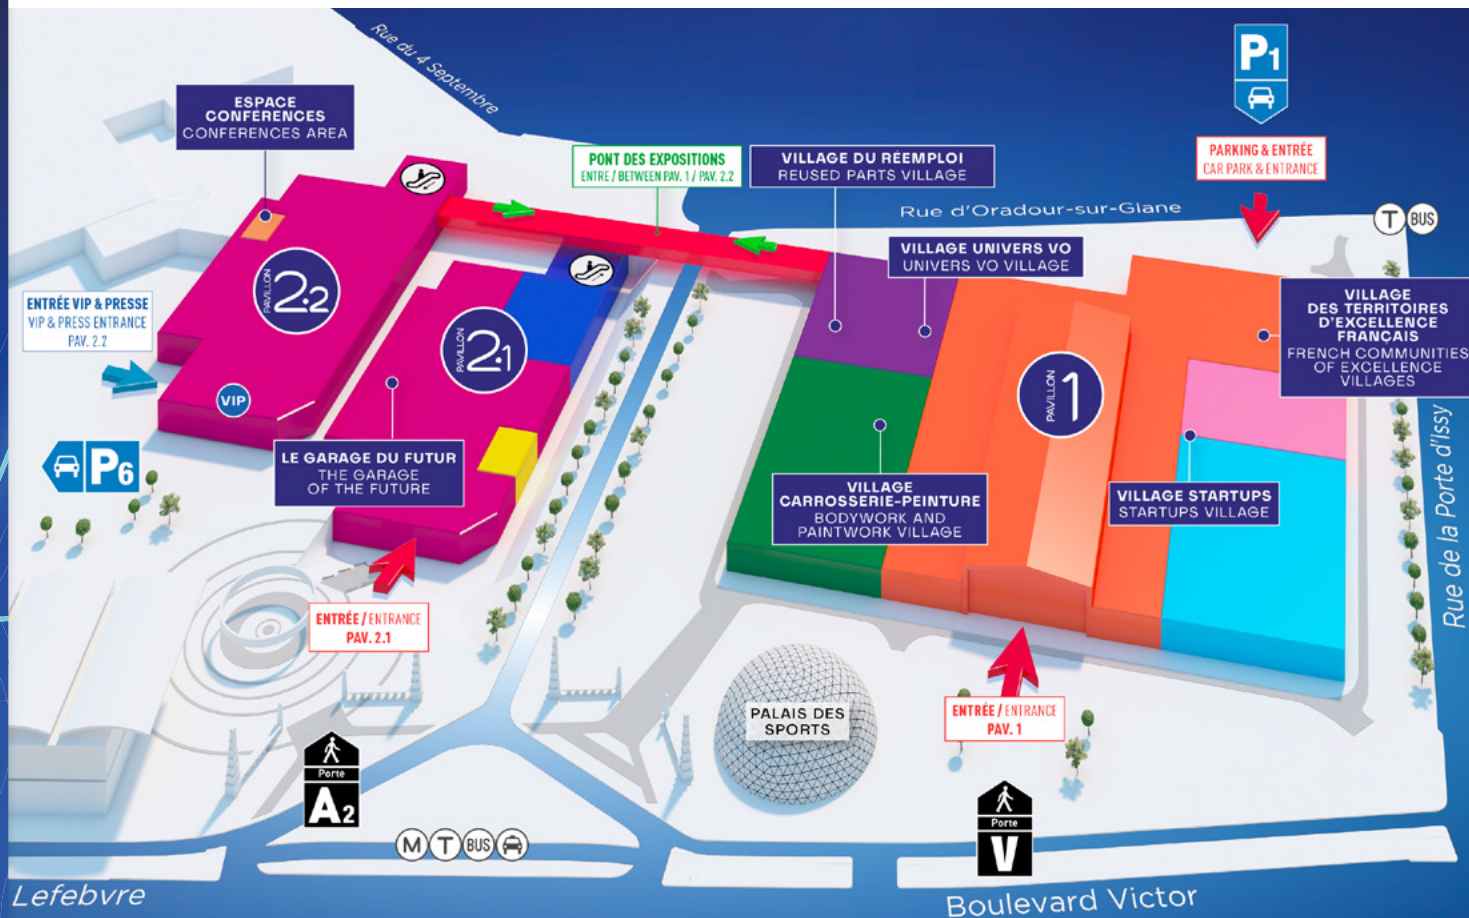 Rue du 4 Septembre
P1
ESPACE
CONFÉRENCES
CONFERENCES AREA
PONT DES EXPOSITIONS
ENTRE / BETWEEN PAV. 1 / PAV. 2.2
VILLAGE DU RÉEMPLOI
REUSED PARTS VILLAGE
PARKING & ENTRÉE
CAR PARK & ENTRANCE
Rue d'Oradour-sur-Glane
T BUS
VILLAGE UNIVERS VO
UNIVERS VO VILLAGE
ENTRÉE VIP & PRESSE
VIP & PRESS ENTRANCE
PAV. 2.2
PAVILLON 2.2
PAVILLON 2.1
VILLAGE
DES TERRITOIRES
D'EXCELLENCE
FRANÇAIS
FRENCH COMMUNITIES
OF EXCELLENCE
VILLAGES
PAVILLON 1
VIP
P6
LE GARAGE DU FUTUR
THE GARAGE
OF THE FUTURE
VILLAGE
CARROSSERIE-PEINTURE
BODYWORK AND
PAINTWORK VILLAGE
VILLAGE STARTUPS
STARTUPS VILLAGE
Rue de la Porte d'Issy
ENTRÉE / ENTRANCE
PAV. 2.1
PALAIS DES
SPORTS
ENTRÉE / ENTRANCE
PAV. 1
Porte
A2
Porte
V
M T BUS
Lefebvre
Boulevard Victor